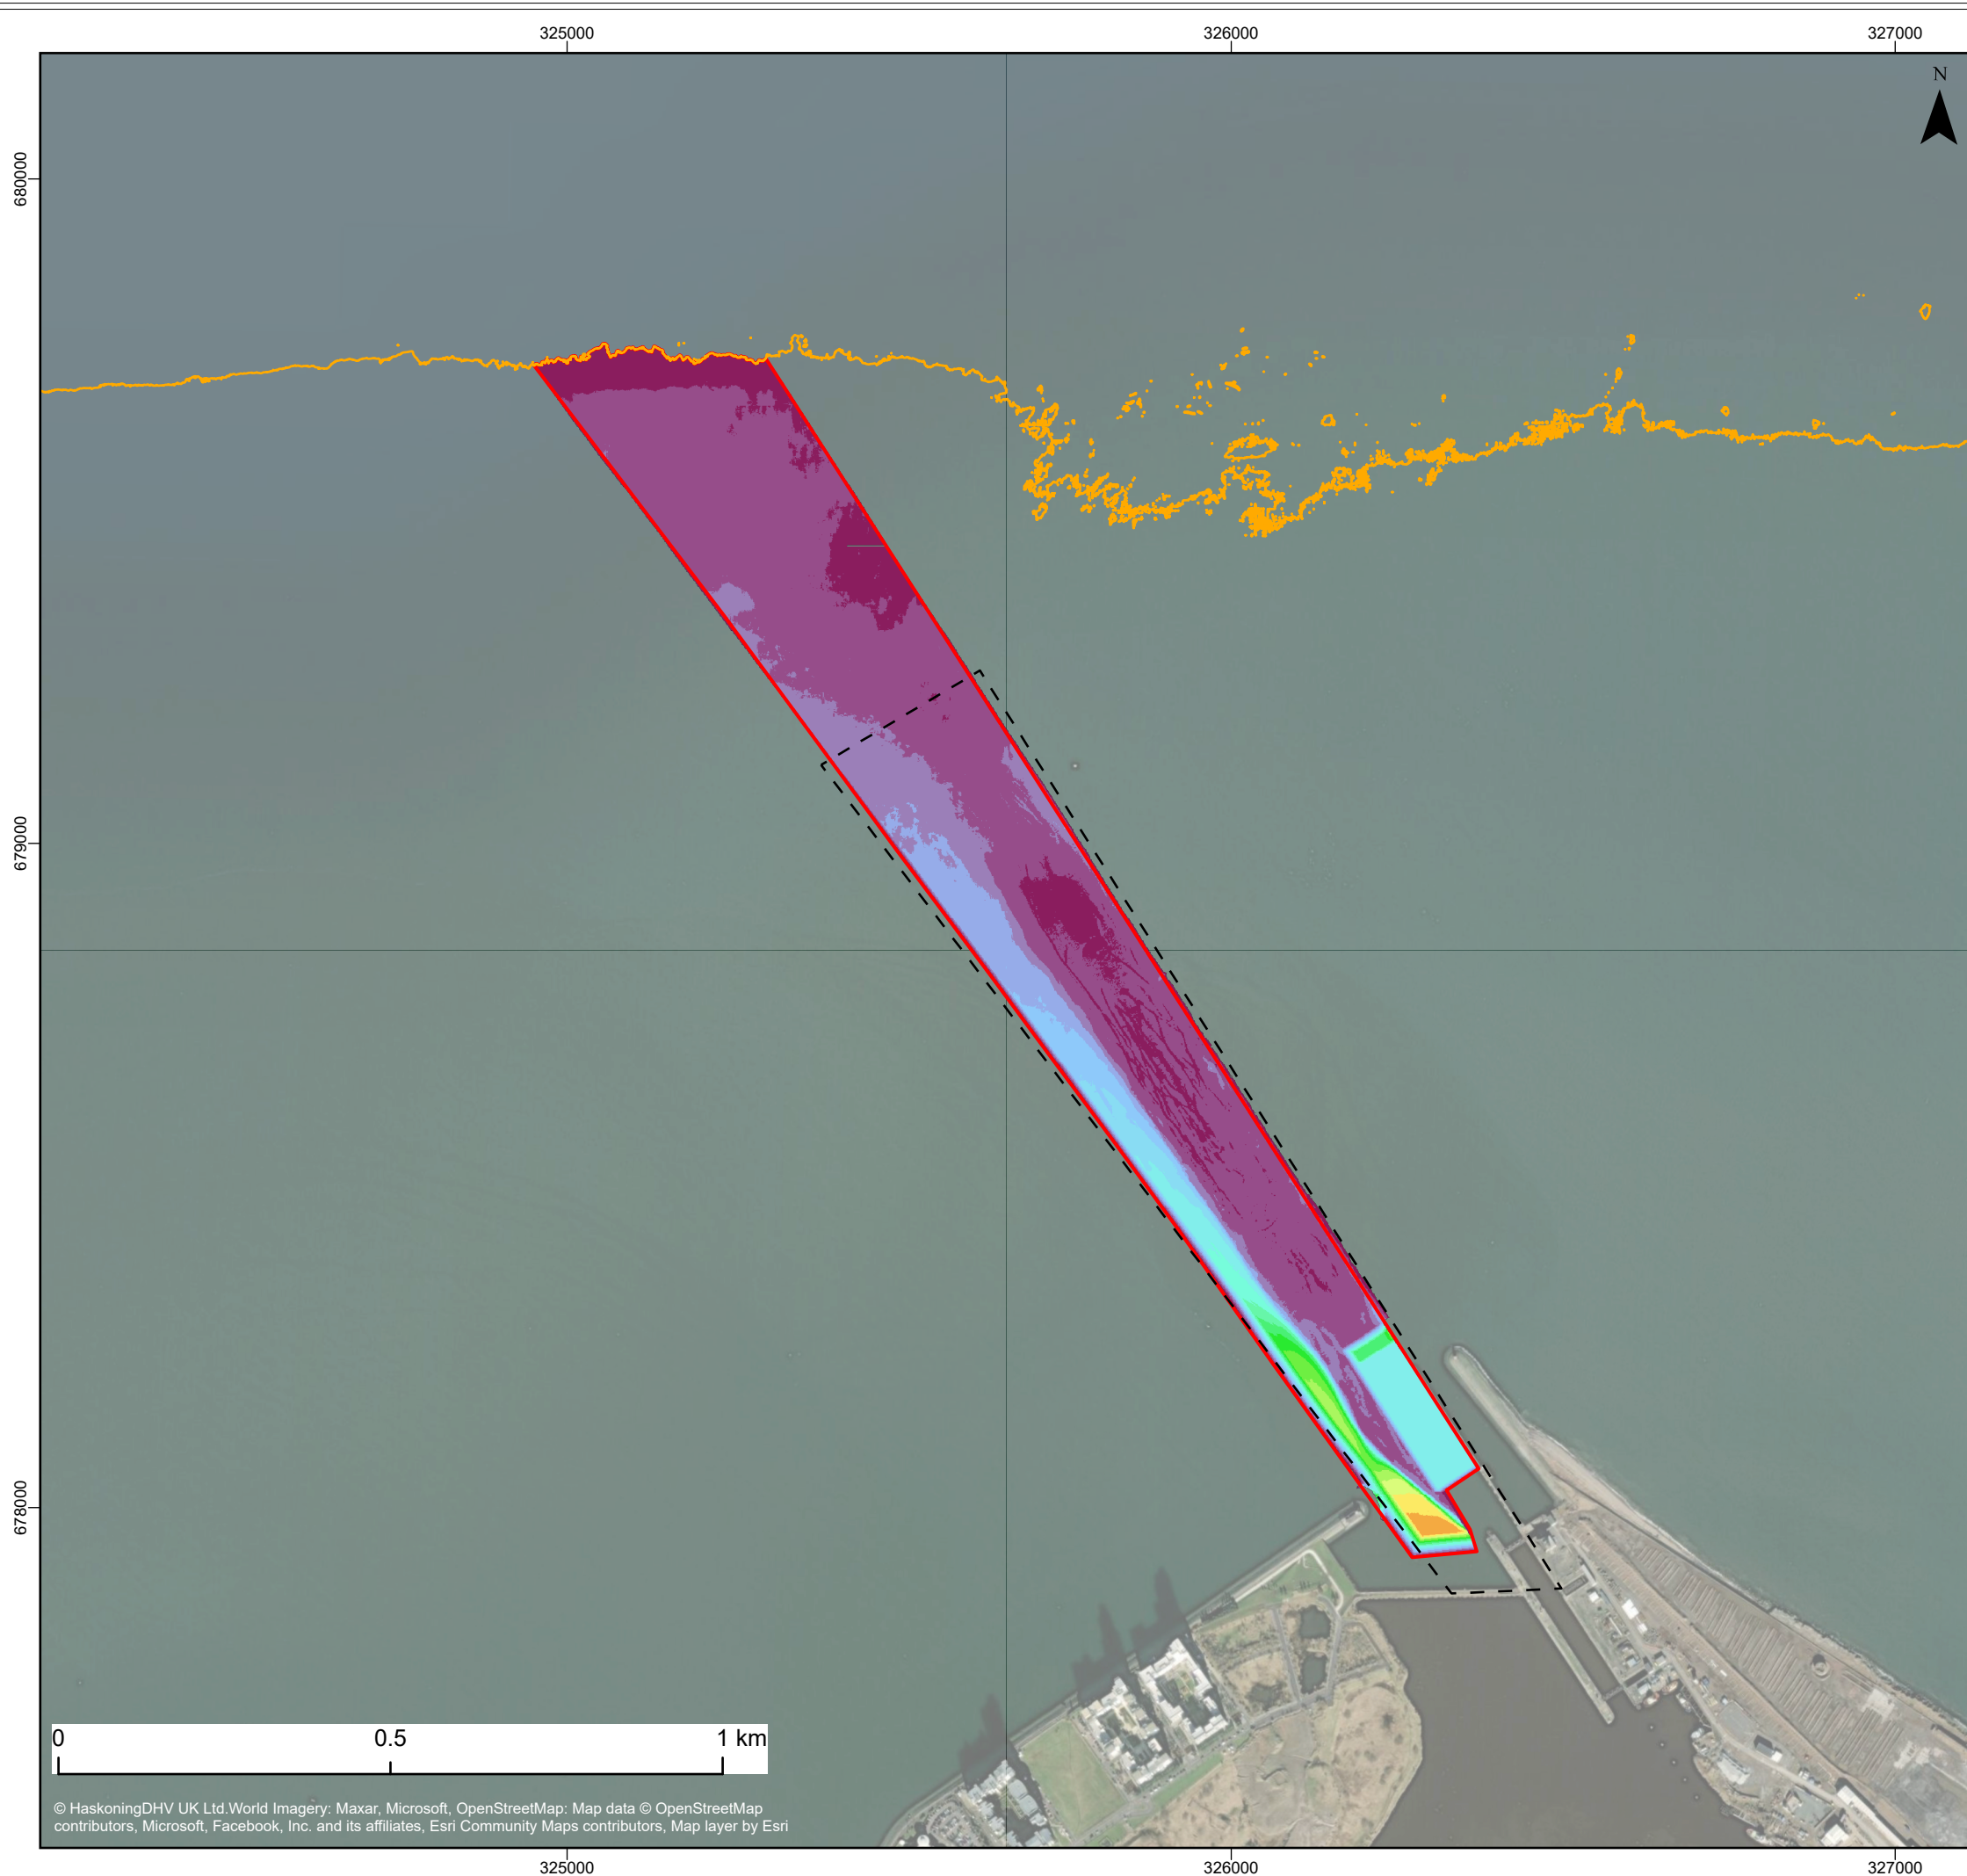 325000 326000 327000
N
680000
679000
678000
0 0.5 1 km
© HaskoningDHV UK Ltd.World Imagery: Maxar, Microsoft, OpenStreetMap: Map data © OpenStreetMap
contributors, Microsoft, Facebook, Inc. and its affiliates, Esri Community Maps contributors, Map layer by Esri
325000 326000 327000